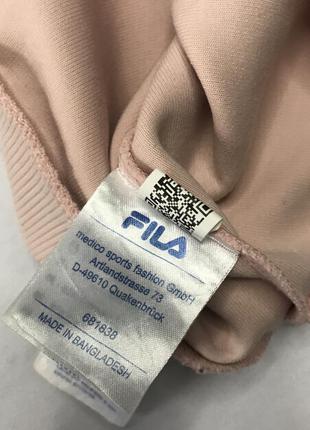 FILA
medico sports fashion GmbH
Artlandstrasse 73
D-49610 Quakenbrück
681838
MADE IN BANGLADESH